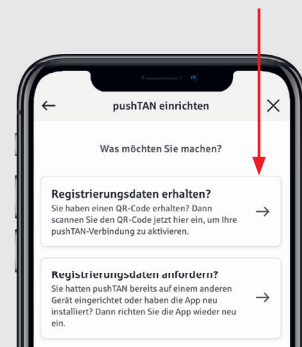 pushTAN einrichten
Was möchten Sie machen?
Registrierungsdaten erhalten?
Sie haben einen QR-Code erhalten? Dann
scannen Sie den QR-Code jetzt hier ein, um Ihre
pushTAN-Verbindung zu aktivieren.
Registrierungsdaten anfordern?
Sie hatten pushTAN bereits auf einem anderen
Gerät eingerichtet oder haben die App neu
installiert? Dann richten Sie die App wieder neu
ein.